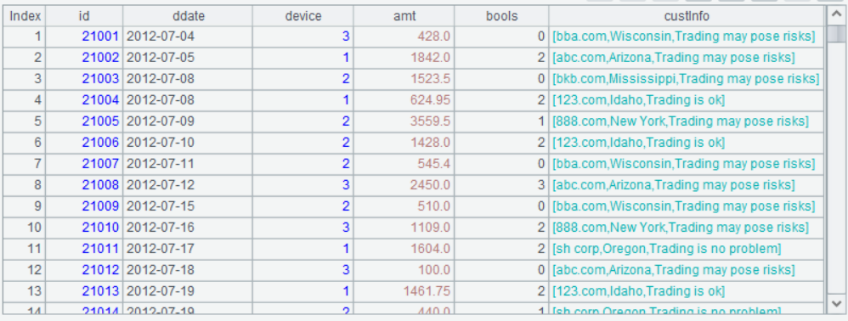 Index id ddate device amt bools custInfo
1 21001 2012-07-04 3 428.0 0 [bba.com,Wisconsin,Trading may pose risks]
2 21002 2012-07-05 1 1842.0 2 [abc.com,Arizona,Trading may pose risks]
3 21003 2012-07-08 2 1523.5 0 [bkb.com,Mississippi,Trading may pose risks]
4 21004 2012-07-08 1 624.95 2 [123.com,Idaho,Trading is ok]
5 21005 2012-07-09 2 3559.5 1 [888.com,New York,Trading may pose risks]
6 21006 2012-07-10 2 1428.0 2 [123.com,Idaho,Trading is ok]
7 21007 2012-07-11 2 545.4 0 [bba.com,Wisconsin,Trading may pose risks]
8 21008 2012-07-12 3 2450.0 3 [abc.com,Arizona,Trading may pose risks]
9 21009 2012-07-15 2 510.0 0 [bba.com,Wisconsin,Trading may pose risks]
10 21010 2012-07-16 3 1109.0 2 [888.com,New York,Trading may pose risks]
11 21011 2012-07-17 1 1604.0 2 [sh corp,Oregon,Trading is no problem]
12 21012 2012-07-18 3 100.0 0 [abc.com,Arizona,Trading may pose risks]
13 21013 2012-07-19 1 1461.75 2 [123.com,Idaho,Trading is ok]
14 21014 2012-07-19 2 440.0 1 [sh corp,Oregon,Trading is no problem]